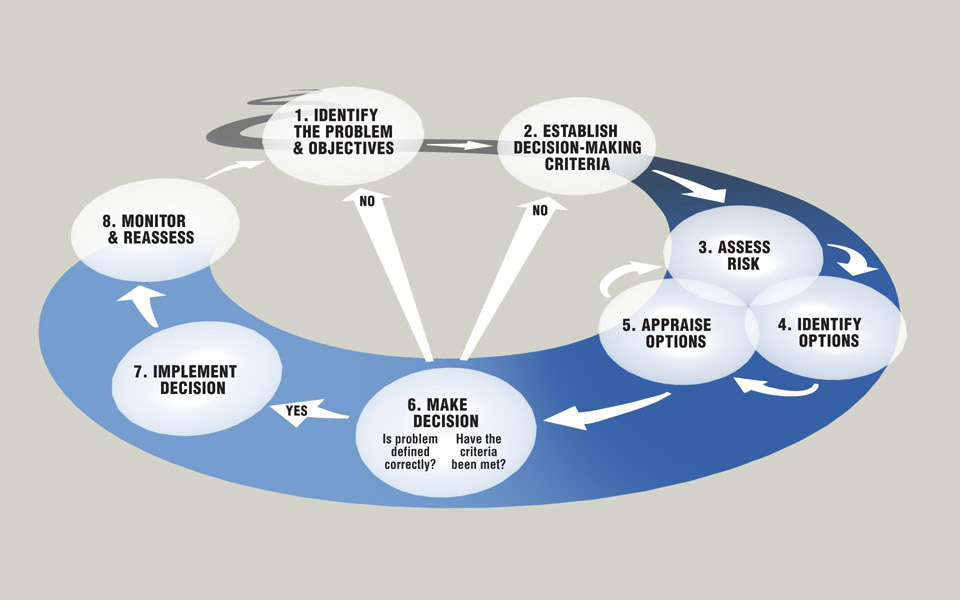 1. IDENTIFY
THE PROBLEM
& OBJECTIVES
2. ESTABLISH
DECISION-MAKING
CRITERIA
3. ASSESS
RISK
4. IDENTIFY
OPTIONS
5. APPRAISE
OPTIONS
6. MAKE
DECISION
Is problem
defined
correctly?
Have the
criteria
been met?
NO
NO
YES
7. IMPLEMENT
DECISION
8. MONITOR
& REASSESS